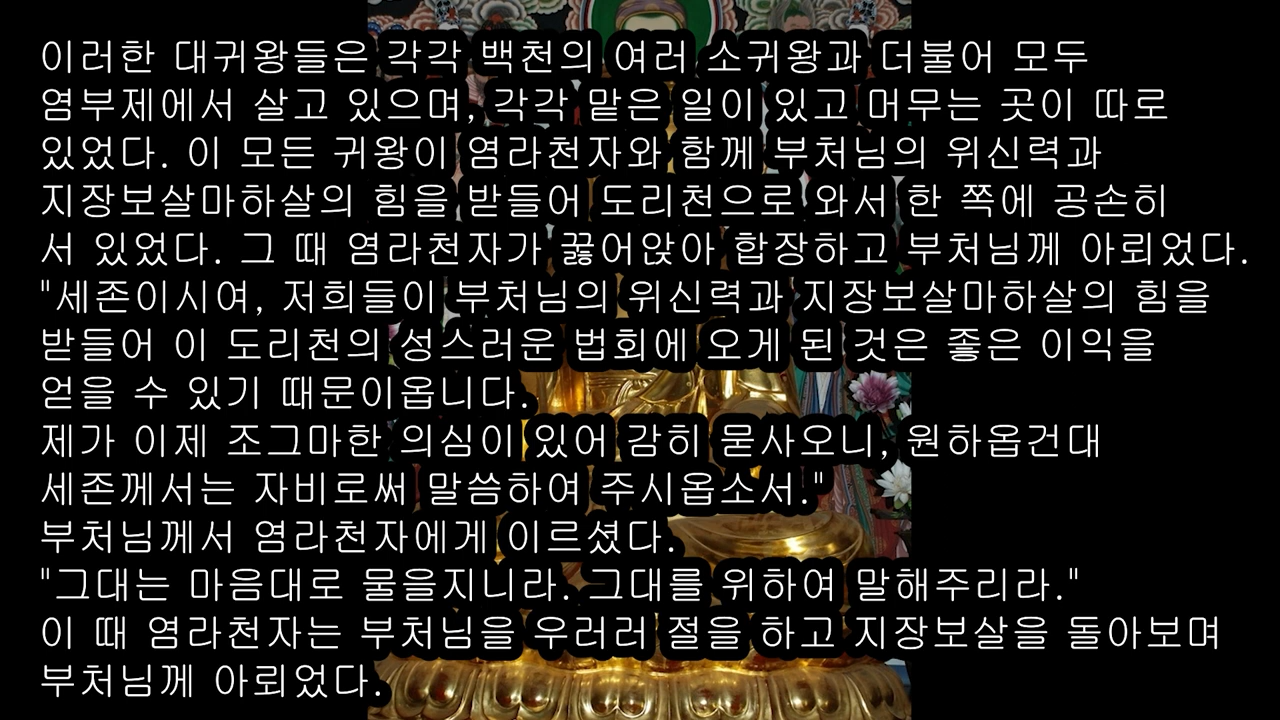 이러한 대귀왕들은 각각 백천의 여러 소귀왕과 더불어 모두
염부제에서 살고 있으며, 각각 맡은 일이 있고 머무는 곳이 따로
있었다. 이 모든 귀왕이 염라천자와 함께 부처님의 위신력과
지장보살마하살의 힘을 받들어 도리천으로 와서 한 쪽에 공손히
서 있었다. 그 때 염라천자가 꿇어앉아 합장하고 부처님께 아뢰었다.
"세존이시여, 저희들이 부처님의 위신력과 지장보살마하살의 힘을
받들어 이 도리천의 성스러운 법회에 오게 된 것은 좋은 이익을
얻을 수 있기 때문이옵니다.
제가 이제 조그마한 의심이 있어 감히 묻사오니, 원하옵건대
세존께서는 자비로써 말씀하여 주시옵소서."
부처님께서 염라천자에게 이르셨다.
"그대는 마음대로 물을지니라. 그대를 위하여 말해주리라."
이 때 염라천자는 부처님을 우러러 절을 하고 지장보살을 돌아보며
부처님께 아뢰었다.